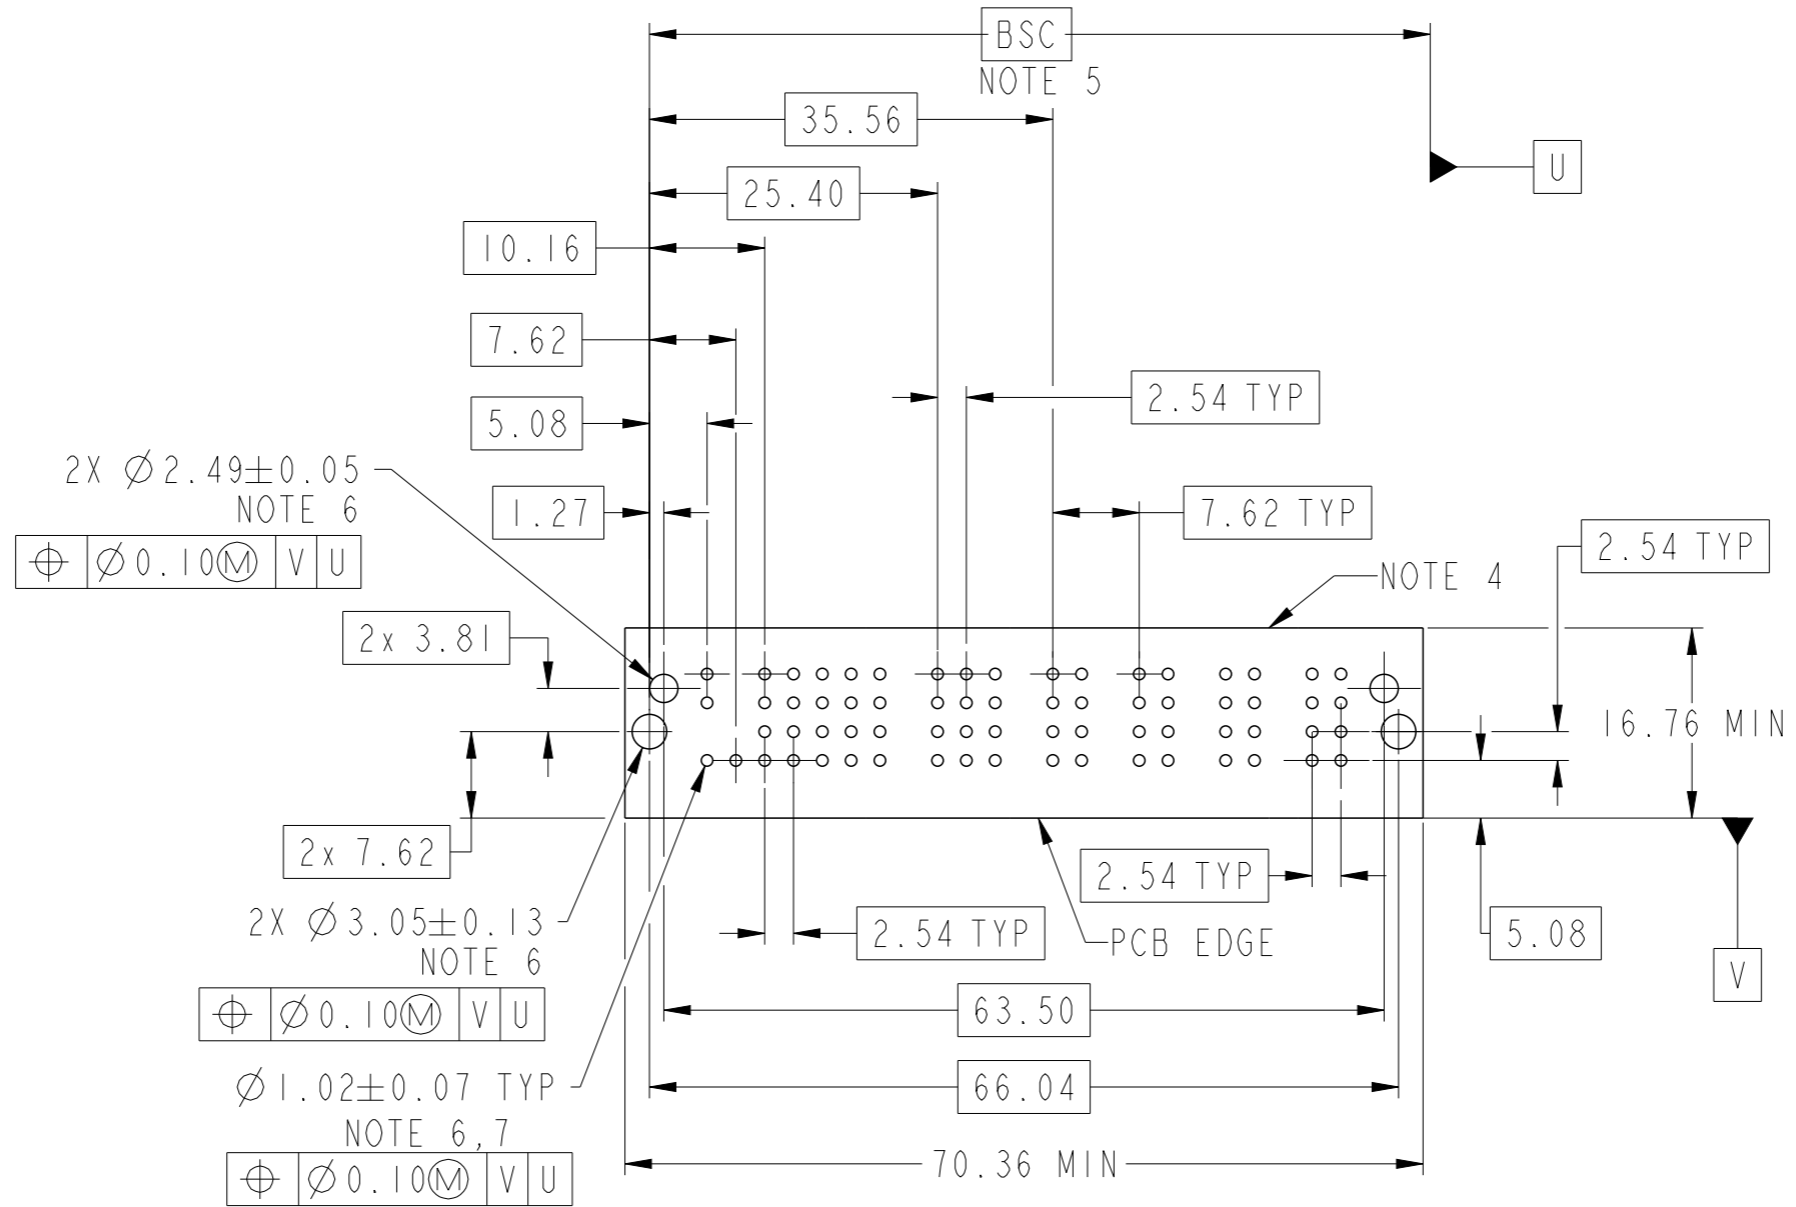 BSC
NOTE 5
35.56
U
25.40
10.16
7.62
2.54 TYP
5.08
2X ∅2.49±0.05
NOTE 6
1.27
7.62 TYP
2.54 TYP
⌖ ∅0.10Ⓜ V U
NOTE 4
2x 3.81
16.76 MIN
2x 7.62
2.54 TYP
2X ∅3.05±0.13
NOTE 6
2.54 TYP
PCB EDGE
5.08
V
⌖ ∅0.10Ⓜ V U
63.50
∅1.02±0.07 TYP
NOTE 6,7
66.04
⌖ ∅0.10Ⓜ V U
70.36 MIN